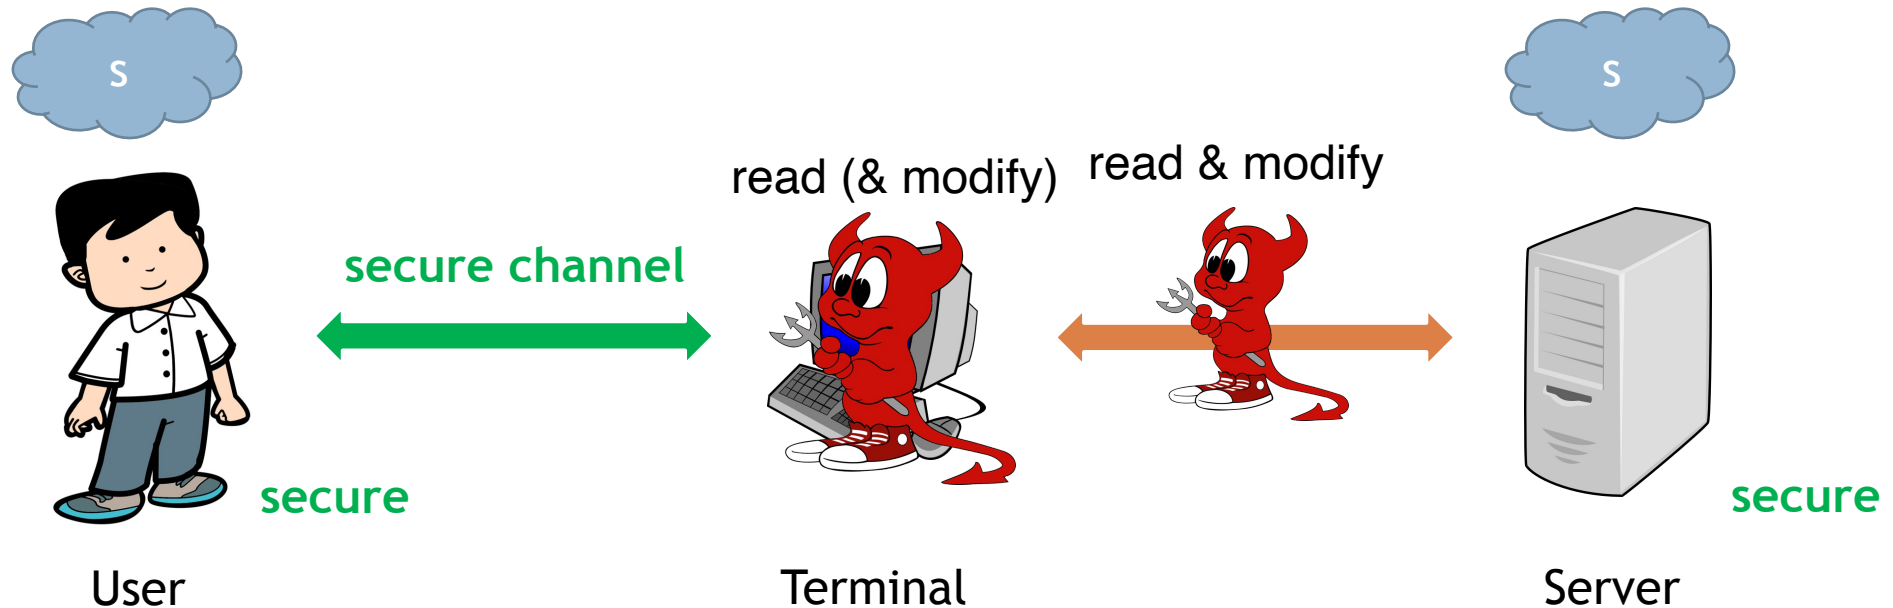 S
S
read (& modify)
read & modify
secure channel
secure
secure
User
Terminal
Server